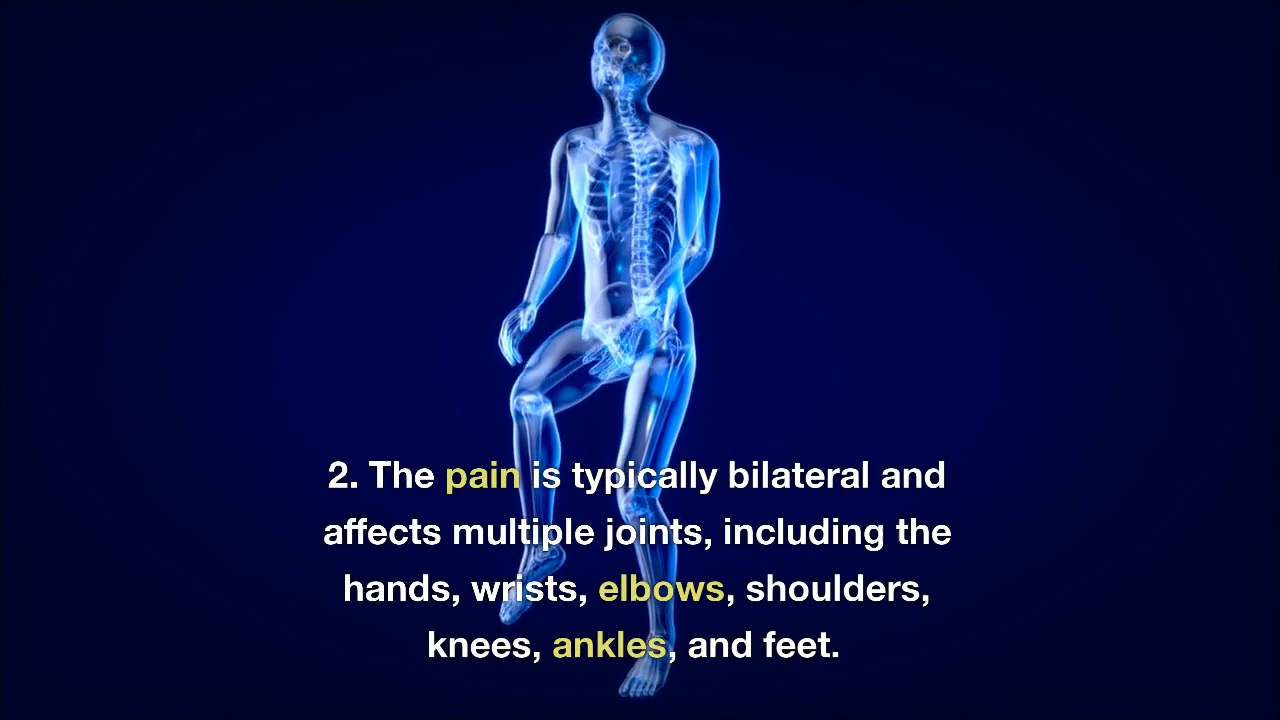 2. The pain is typically bilateral and
affects multiple joints, including the
hands, wrists, elbows, shoulders,
knees, ankles, and feet.